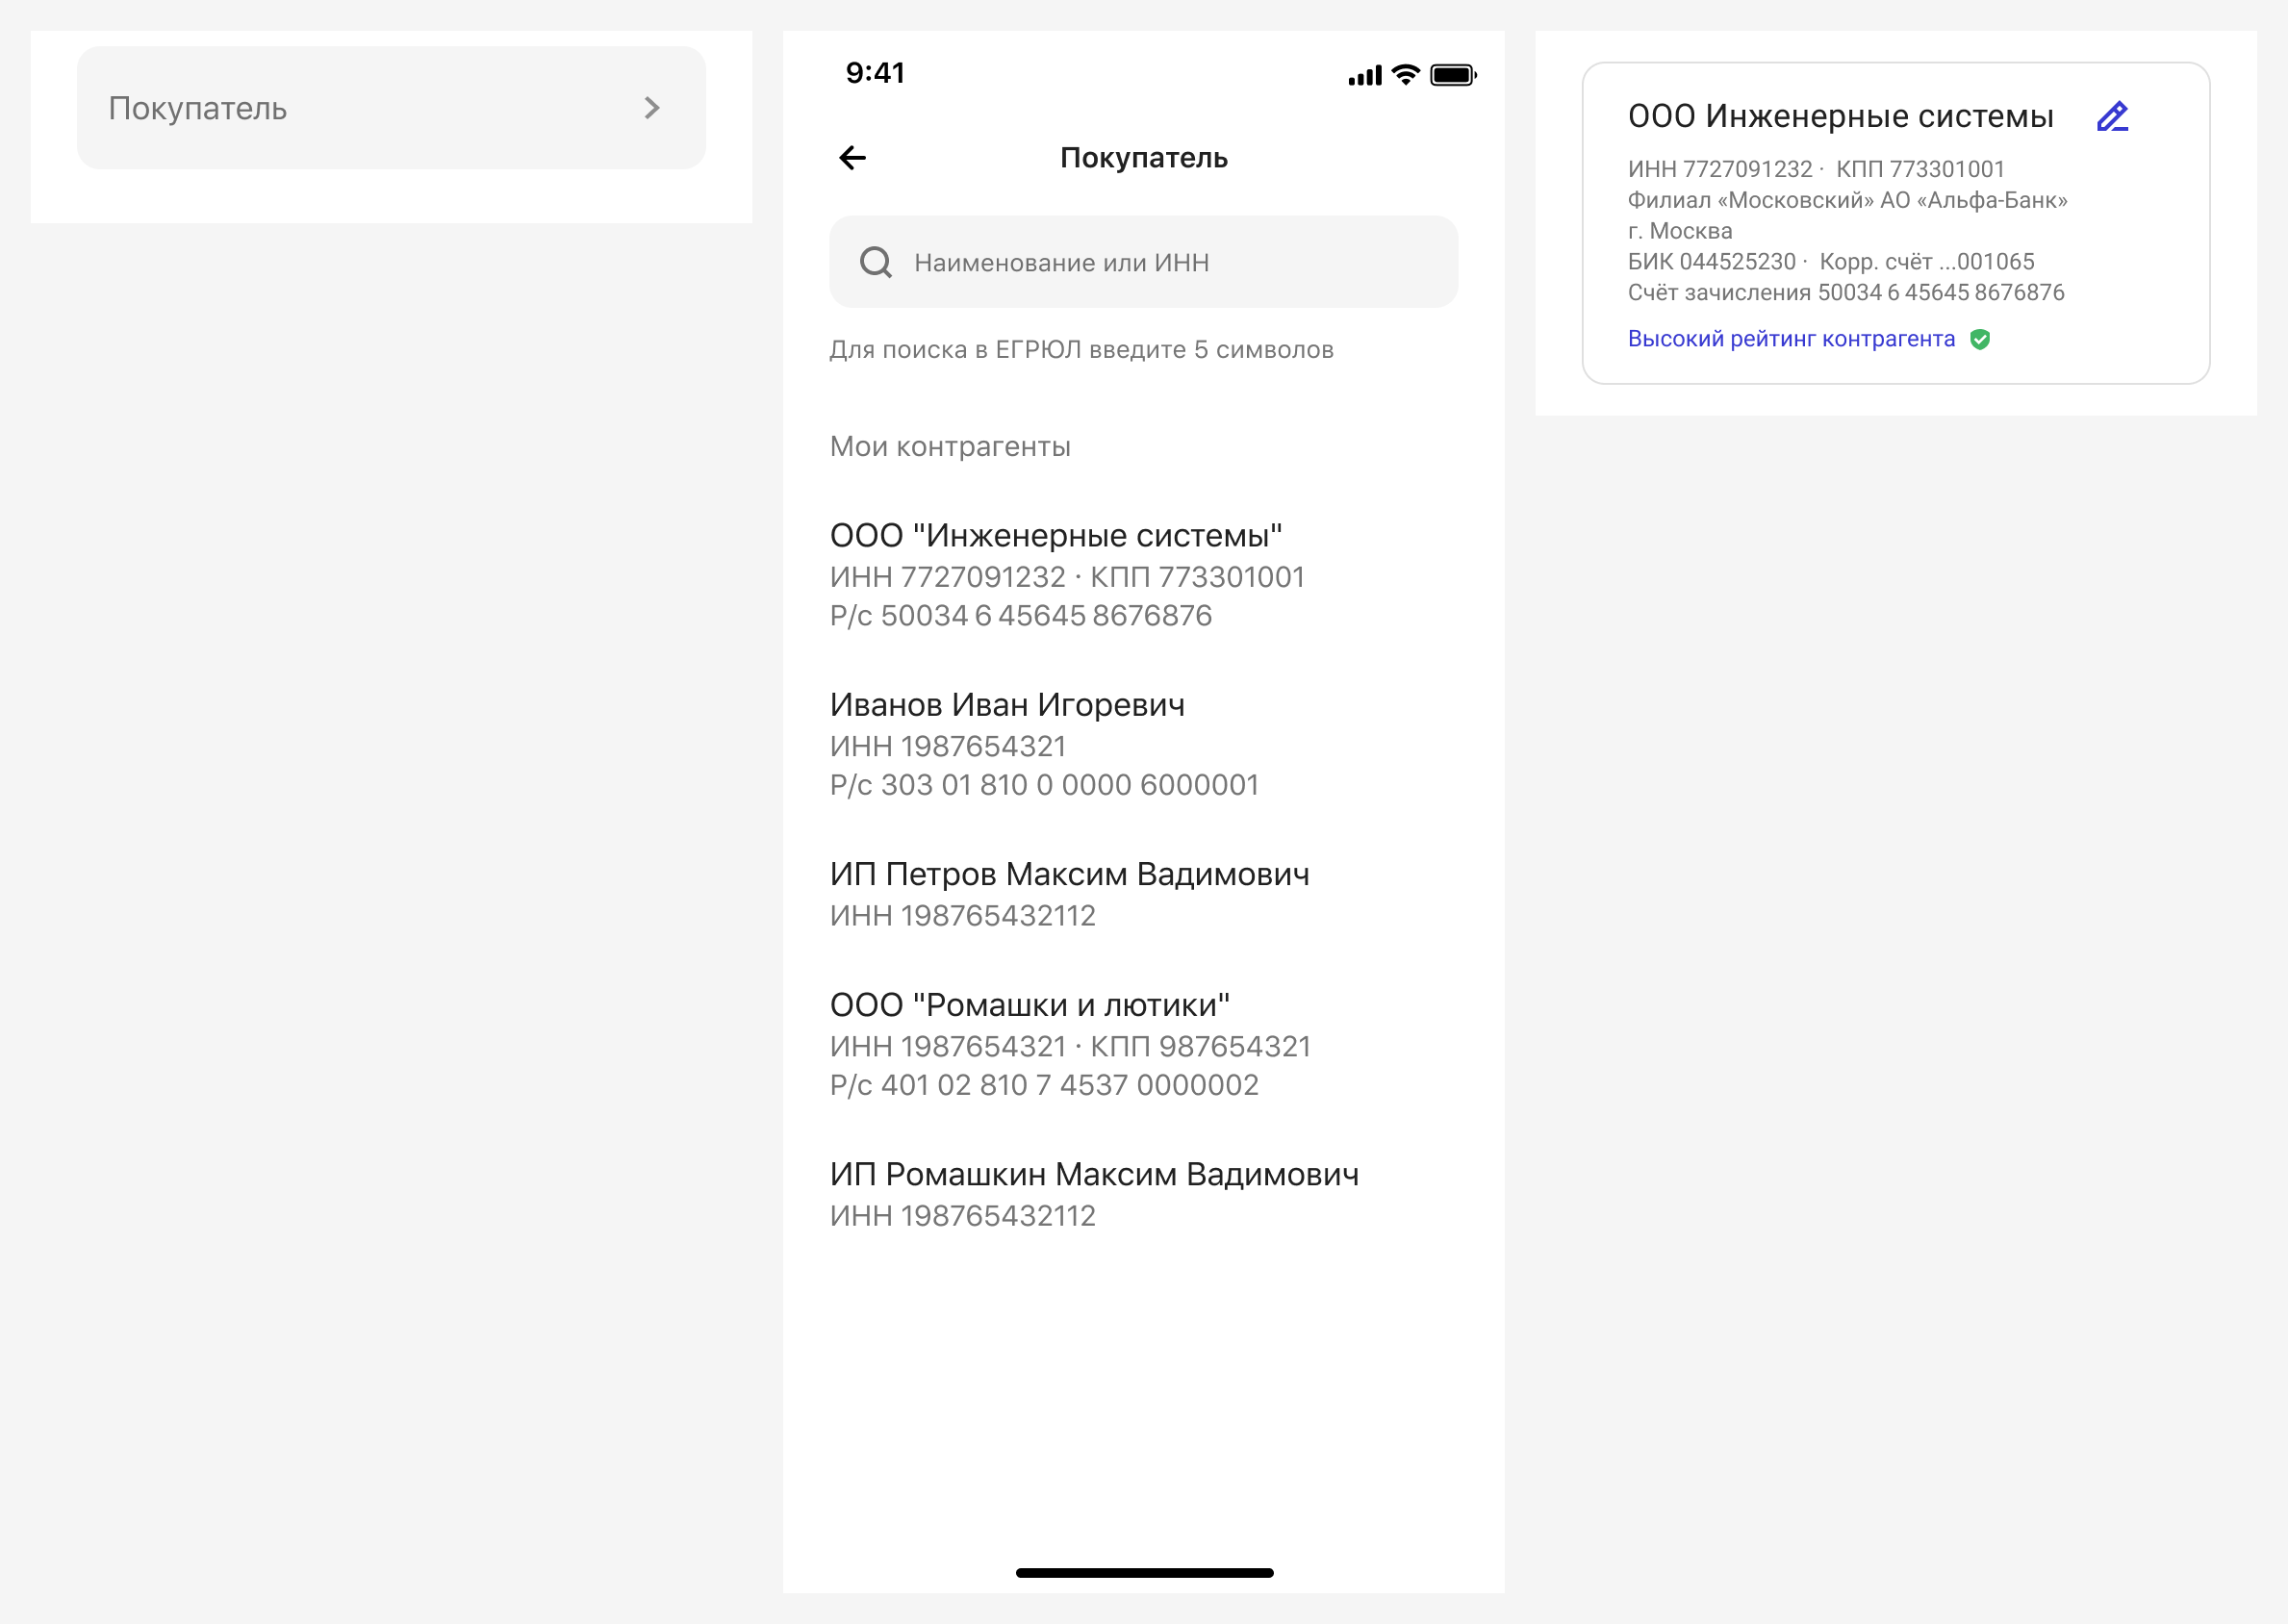 Покупатель
9:41
Покупатель
Наименование или ИНН
Для поиска в ЕГРЮЛ введите 5 символов
Мои контрагенты
ООО "Инженерные системы"
ИНН 7727091232 · КПП 773301001
Р/с 50034 6 45645 8676876
Иванов Иван Игоревич
ИНН 1987654321
Р/с 303 01 810 0 0000 6000001
ИП Петров Максим Вадимович
ИНН 198765432112
ООО "Ромашки и лютики"
ИНН 1987654321 · КПП 987654321
Р/с 401 02 810 7 4537 0000002
ИП Ромашкин Максим Вадимович
ИНН 198765432112
ООО Инженерные системы
ИНН 7727091232 · КПП 773301001
Филиал «Московский» АО «Альфа-Банк»
г. Москва
БИК 044525230 · Корр. счёт ...001065
Счёт зачисления 50034 6 45645 8676876
Высокий рейтинг контрагента